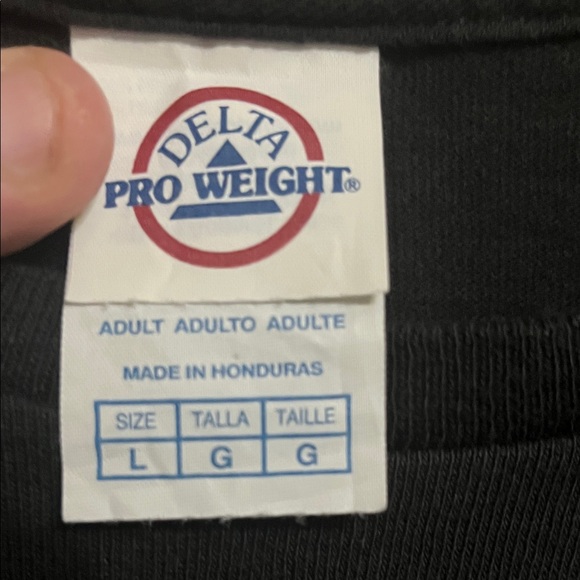 DELTA
PRO WEIGHT®
ADULT ADULTO ADULTE
MADE IN HONDURAS
SIZE TALLA TAILLE
L G G